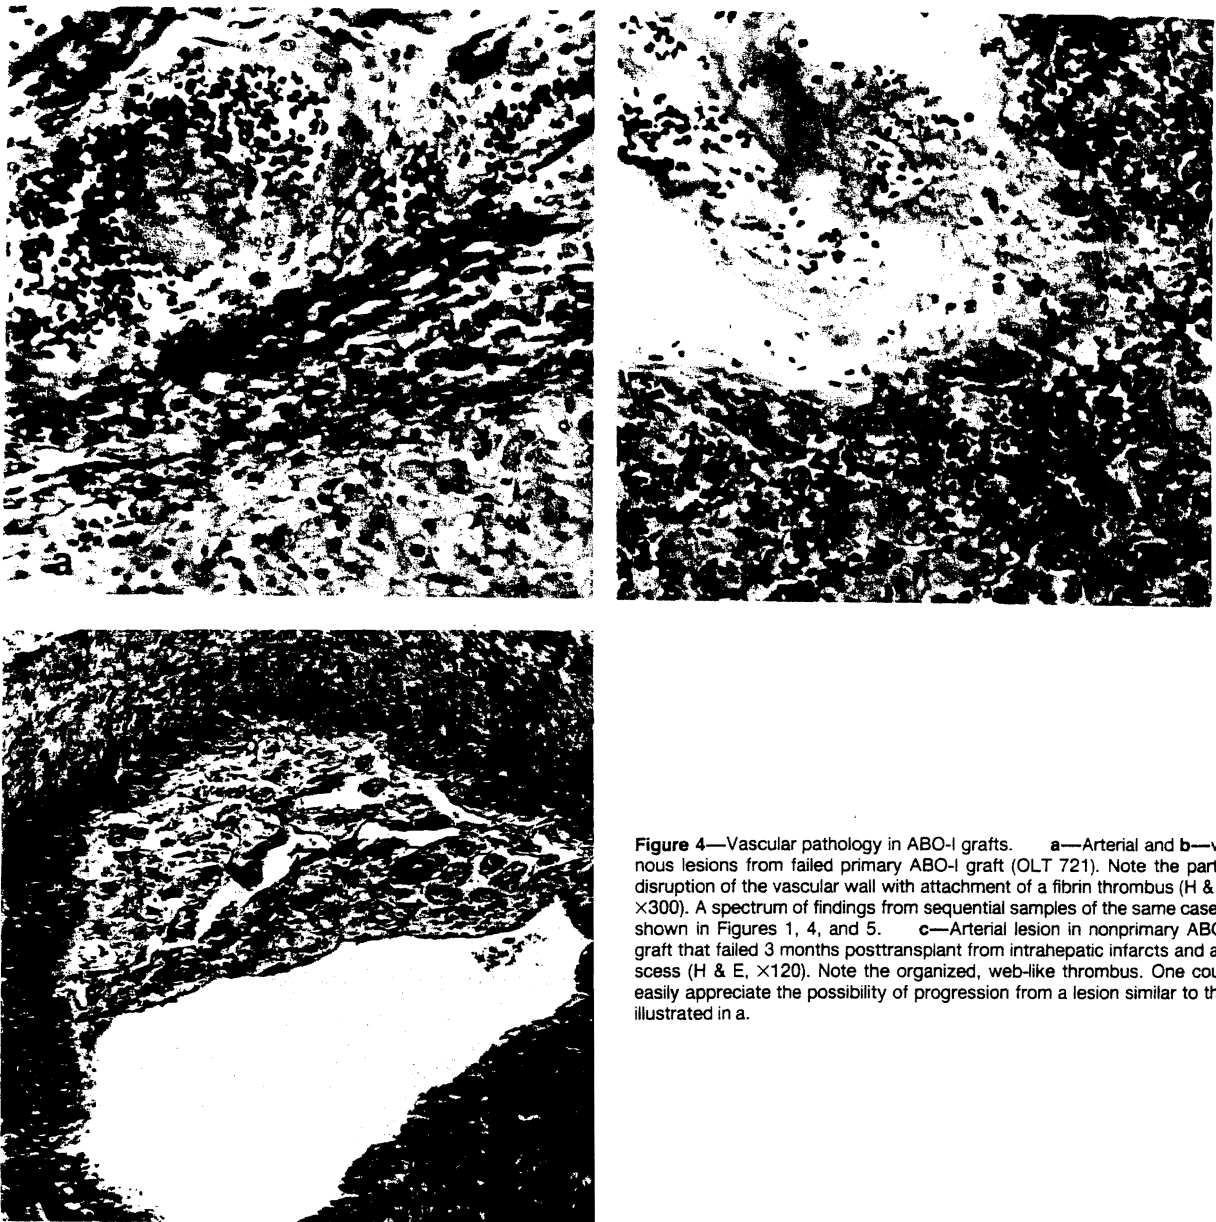 a
Figure 4—Vascular pathology in ABO-I grafts. a—Arterial and b—v
nous lesions from failed primary ABO-I graft (OLT 721). Note the part
disruption of the vascular wall with attachment of a fibrin thrombus (H &
×300). A spectrum of findings from sequential samples of the same case
shown in Figures 1, 4, and 5. c—Arterial lesion in nonprimary ABO
graft that failed 3 months posttransplant from intrahepatic infarcts and a
scess (H & E, ×120). Note the organized, web-like thrombus. One cou
easily appreciate the possibility of progression from a lesion similar to th
illustrated in a.